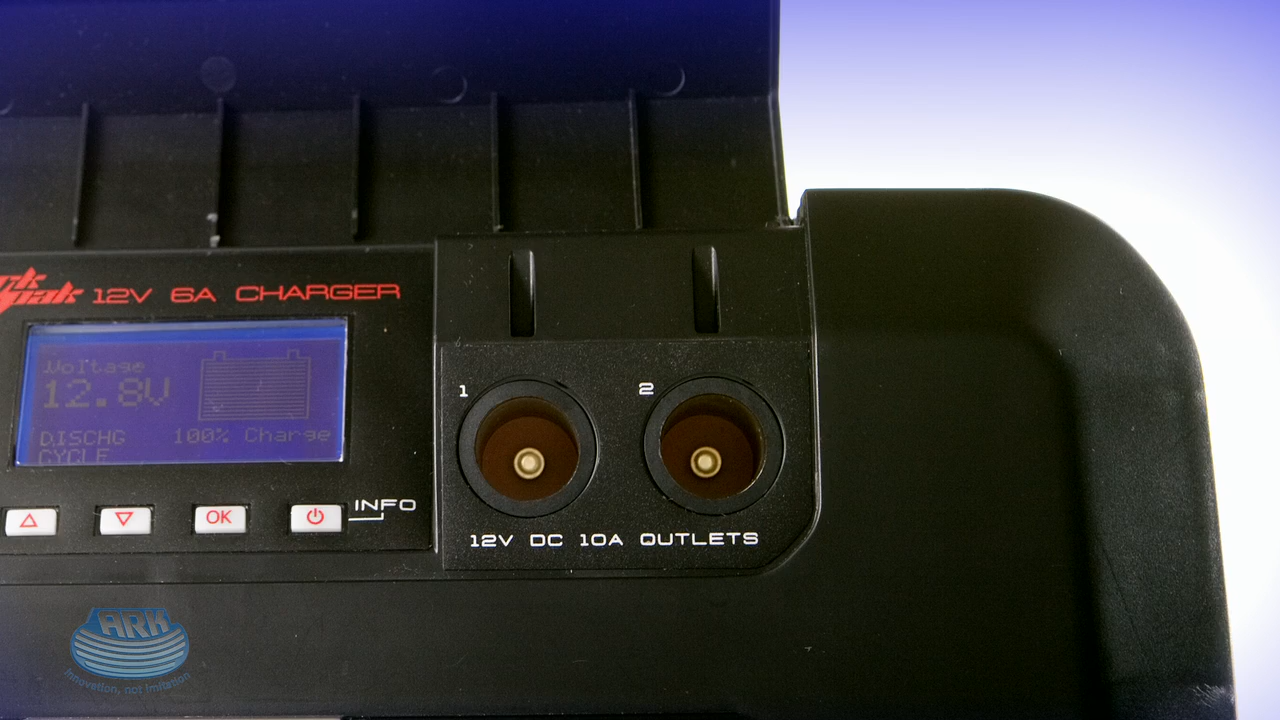 12V 6A CHARGER
Voltage
12.8V
DISCHG
100% Charge
CYCLE
OK
INFO
1
2
12V DC 10A OUTLETS
ARK
innovation, not imitation